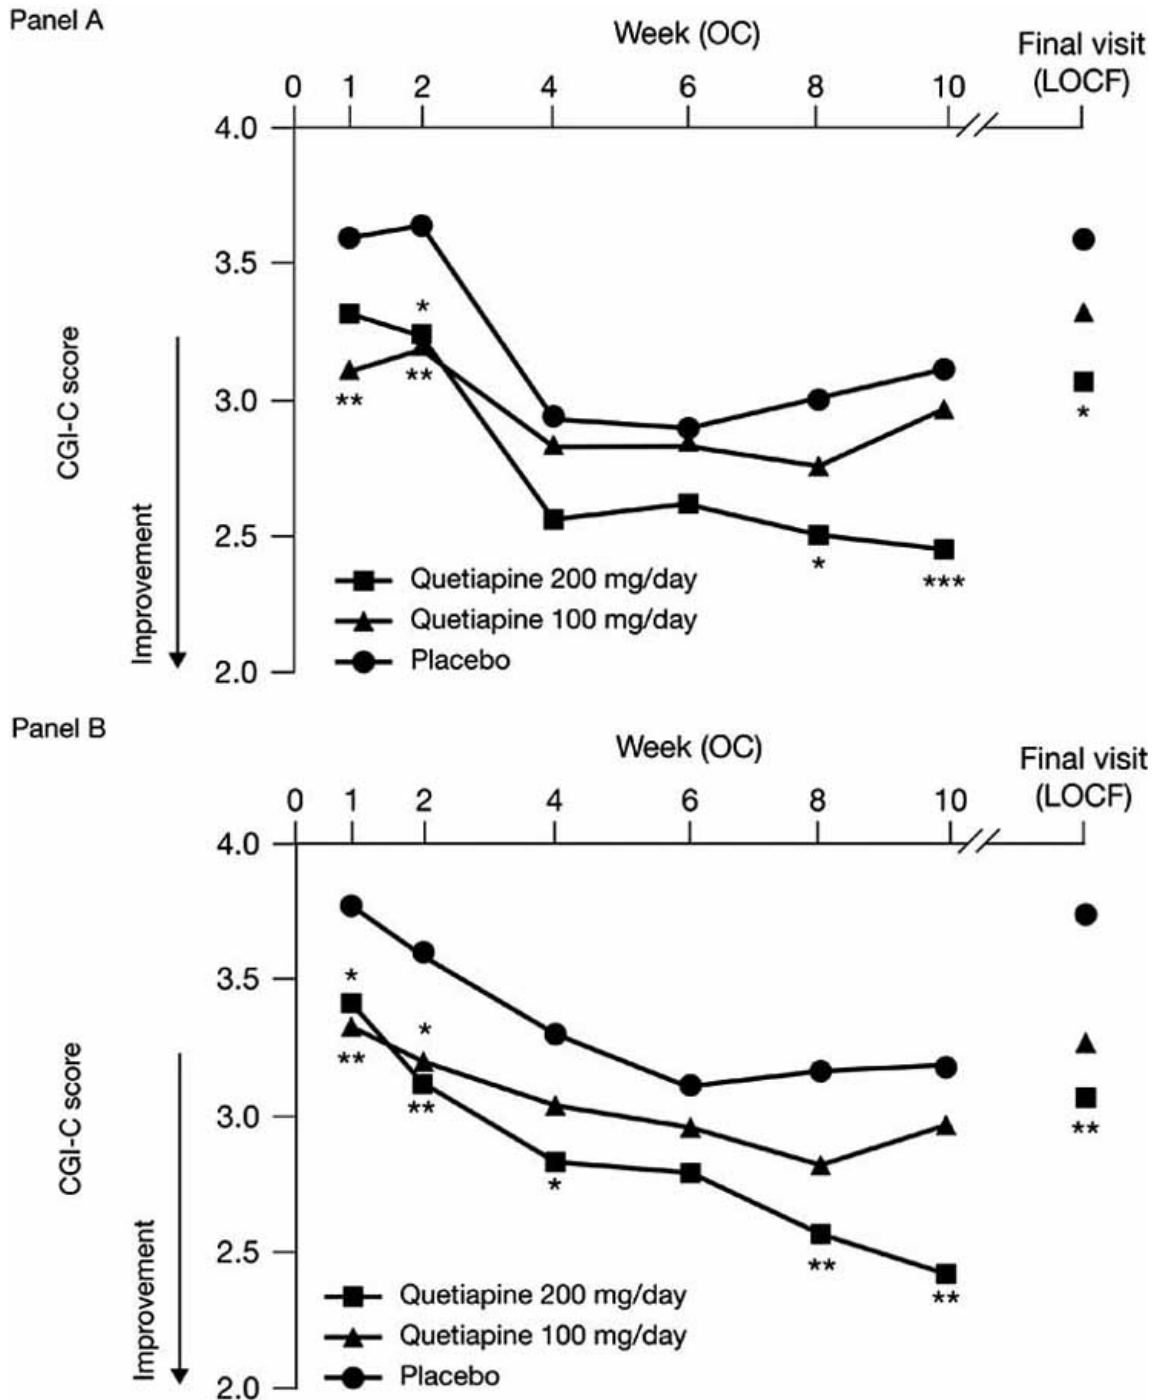 Panel A
Week (OC)
Final visit
(LOCF)
0 1 2 4 6 8 10
4.0
3.5
*
**
**
3.0
*
CGI-C score
2.5
*
***
Improvement
Quetiapine 200 mg/day
Quetiapine 100 mg/day
Placebo
2.0
Panel B
Week (OC)
Final visit
(LOCF)
0 1 2 4 6 8 10
4.0
3.5
*
*
**
**
3.0
**
CGI-C score
*
2.5
**
**
Improvement
Quetiapine 200 mg/day
Quetiapine 100 mg/day
Placebo
2.0